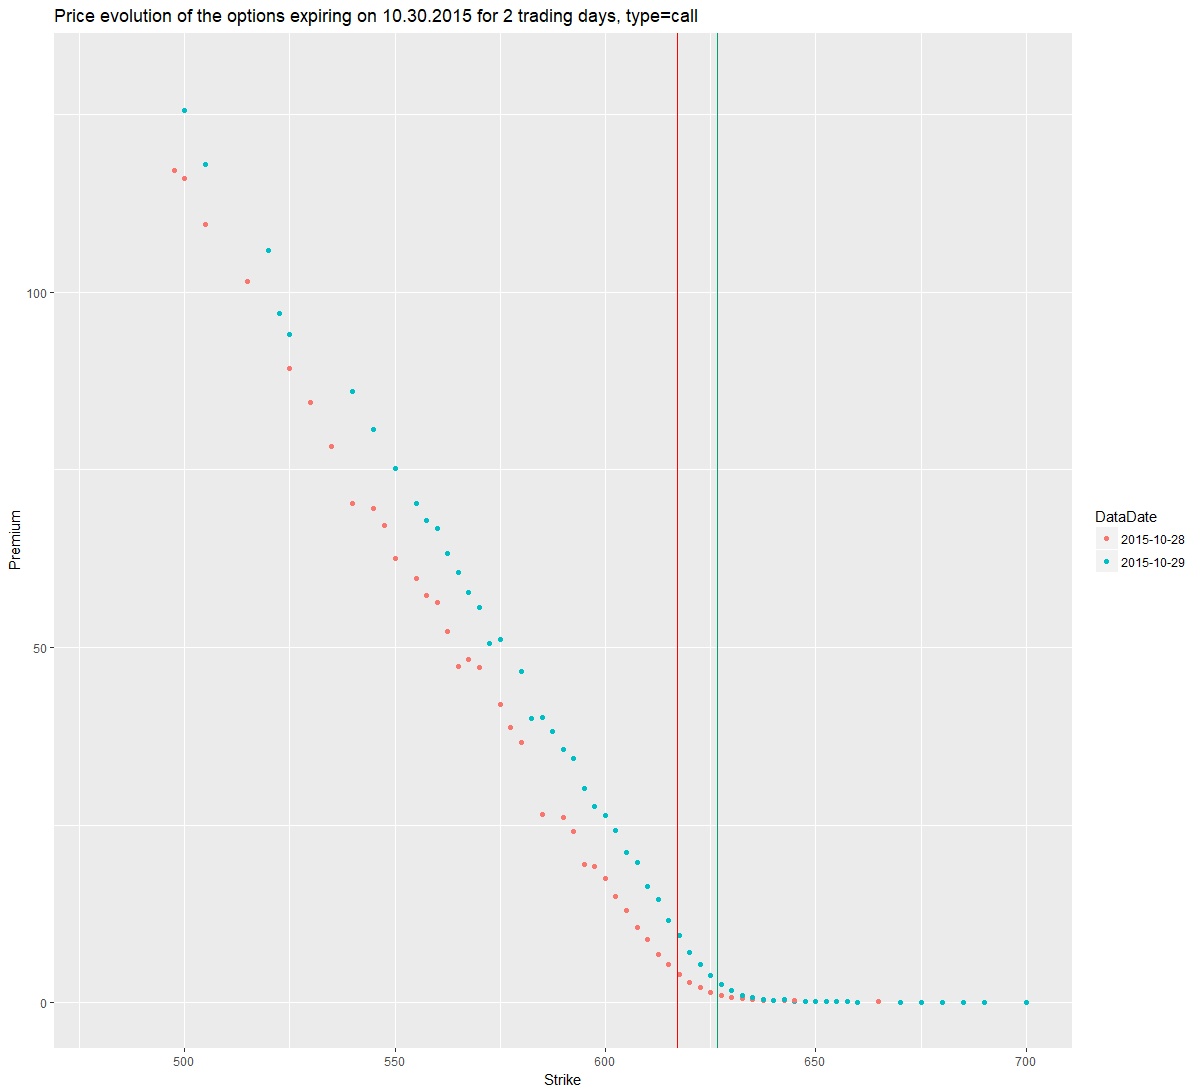 Price evolution of the options expiring on 10.30.2015 for 2 trading days, type=call
100
50
0
Premium
500
550
600
650
700
Strike
DataDate
2015-10-28
2015-10-29